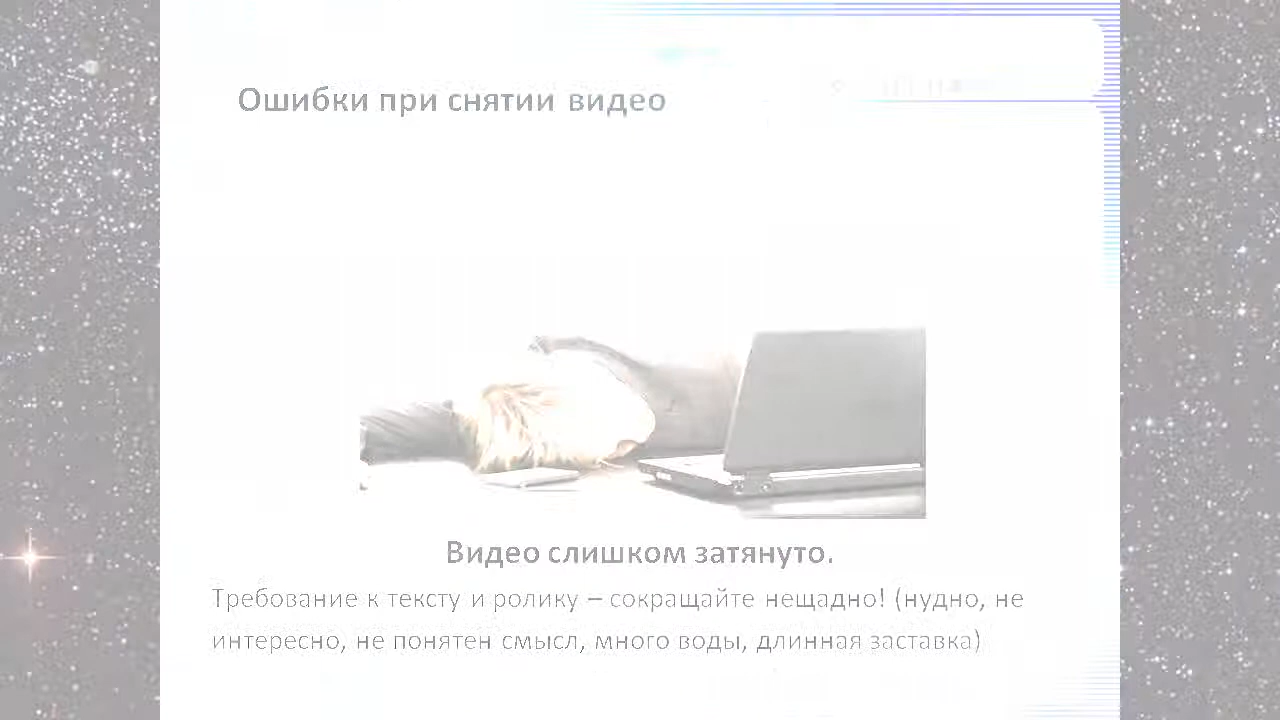 Ошибки при снятии видео
Видео слишком затянуто.
Требование к тексту и ролику – сокращайте нещадно! (нудно, не
интересно, не понятен смысл, много воды, длинная заставка)